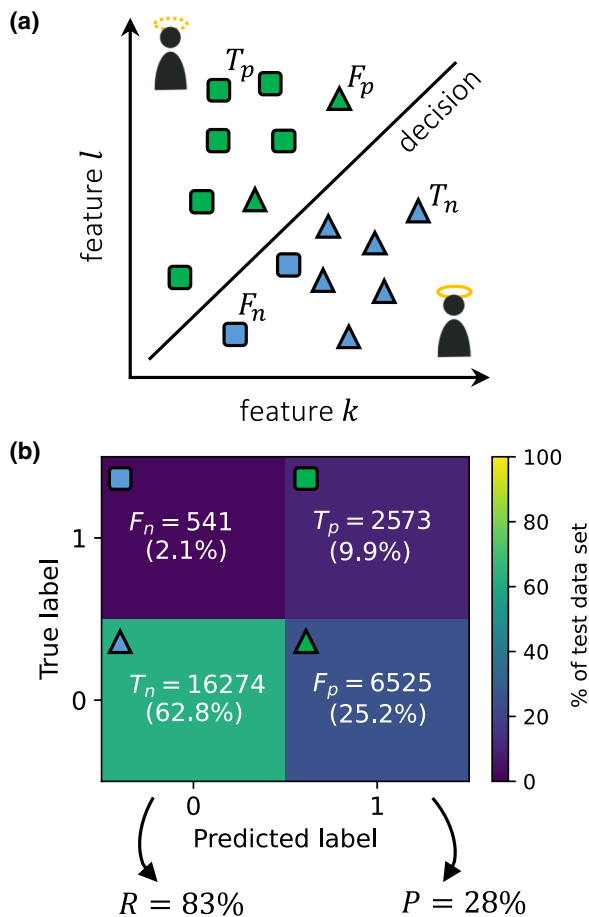 (a)
T_p
F_p
decision
T_n
F_n
feature l
feature k
(b)
F_n = 541
(2.1%)
T_p = 2573
(9.9%)
T_n = 16274
(62.8%)
F_p = 6525
(25.2%)
1
0
True label
0
1
Predicted label
100
80
60
40
20
0
% of test data set
R = 83%
P = 28%